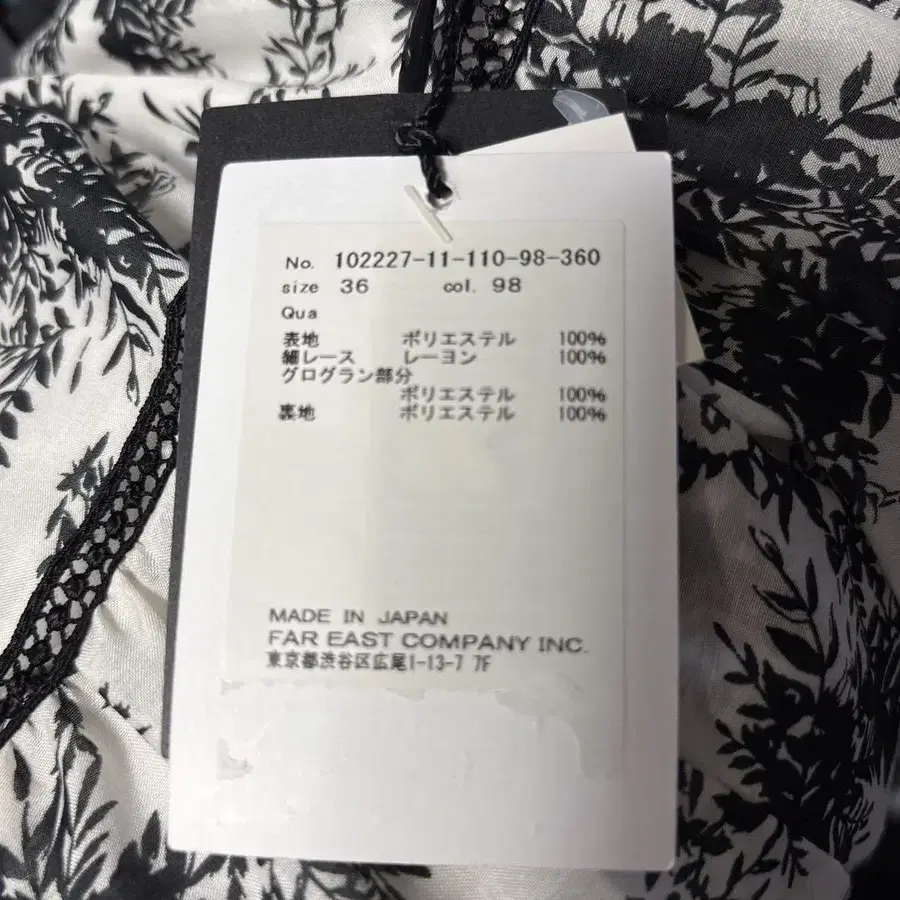 No. 102227-11-110-98-360
size 36 col. 98
Qua
表地 ポリエステル 100%
細レース レーヨン 100%
グログラン部分
ポリエステル 100%
裏地 ポリエステル 100%
MADE IN JAPAN
FAR EAST COMPANY INC.
東京都渋谷区広尾1-13-7 7F